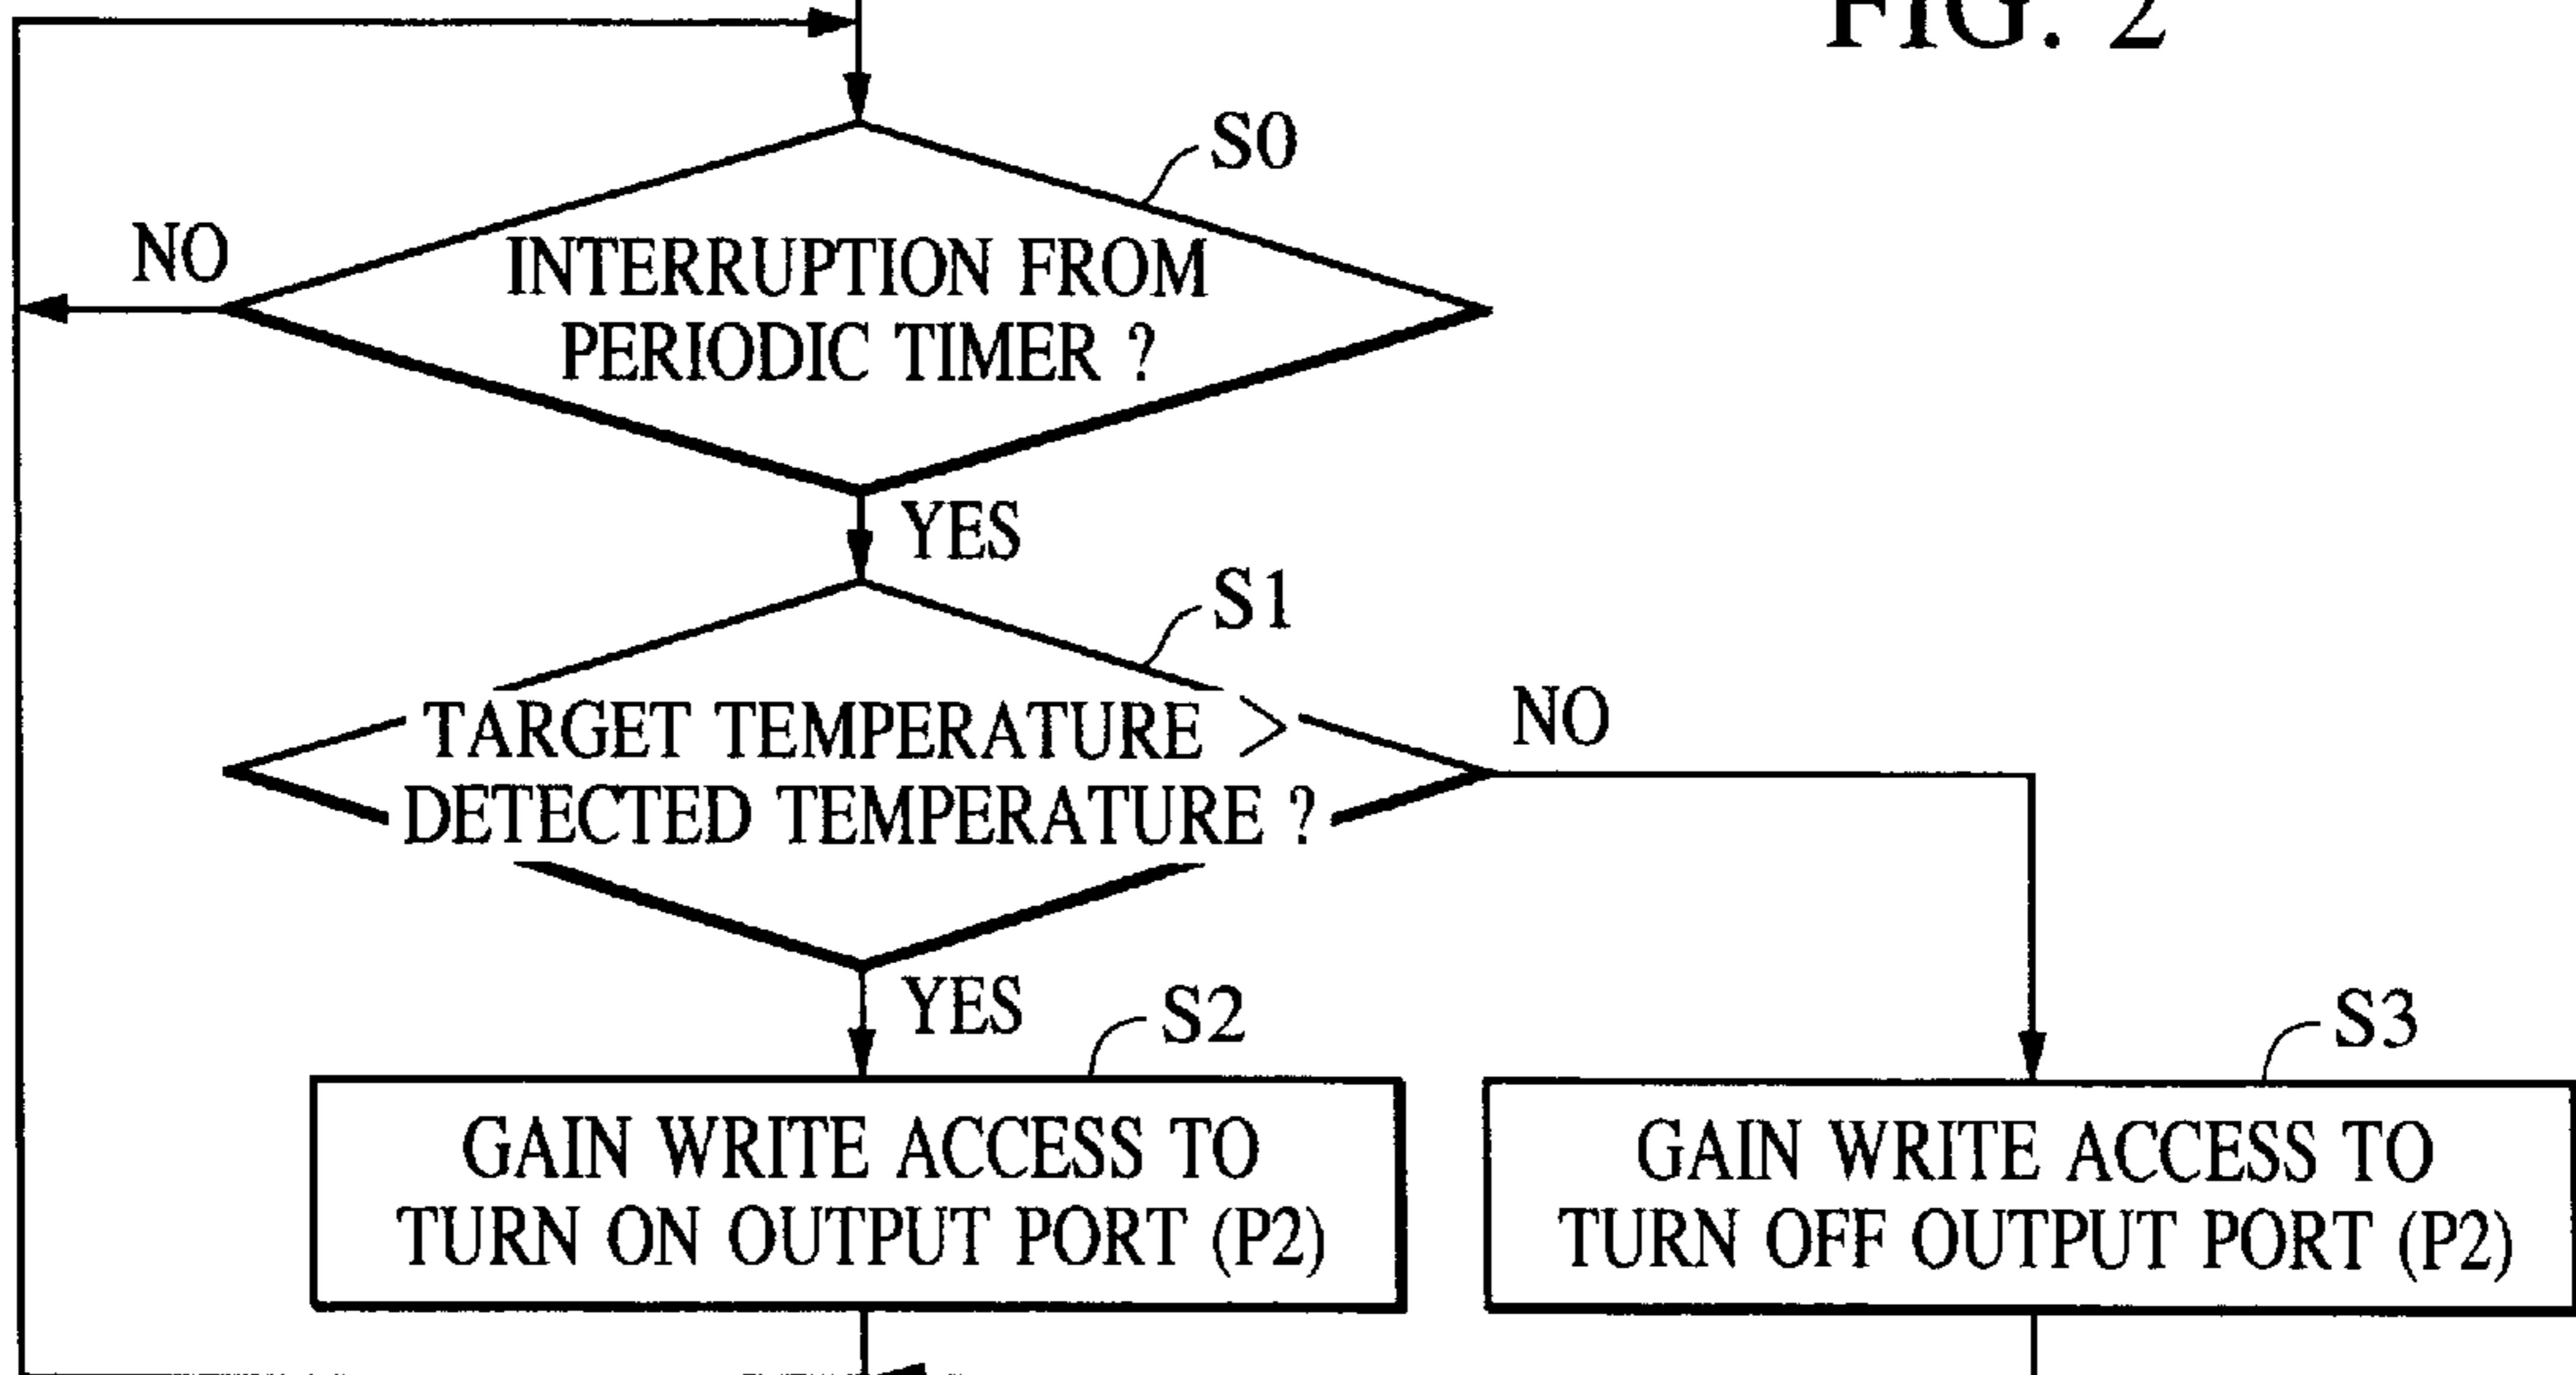 FIG. 2
S0
NO
INTERRUPTION FROM
PERIODIC TIMER ?
YES
S1
TARGET TEMPERATURE >
DETECTED TEMPERATURE ?
NO
YES
S2
S3
GAIN WRITE ACCESS TO
TURN ON OUTPUT PORT (P2)
GAIN WRITE ACCESS TO
TURN OFF OUTPUT PORT (P2)